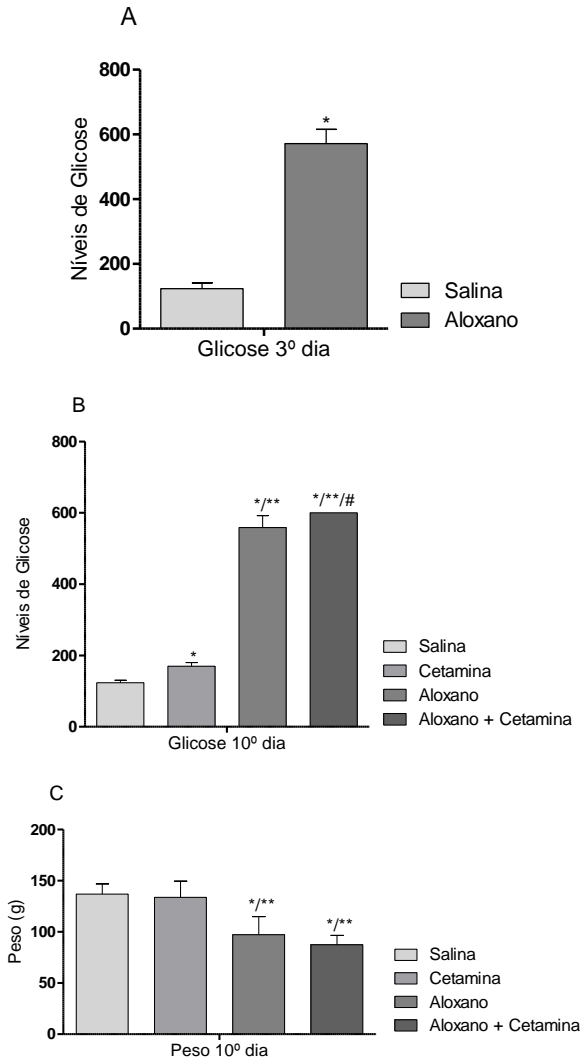 A
Níveis de Glicose
800
600
400
200
0
*
Salina
Aloxano
Glicose 3º dia
B
Níveis de Glicose
800
600
400
200
0
*
*/**
*/**/#
Salina
Cetamina
Aloxano
Aloxano + Cetamina
Glicose 10º dia
C
Peso (g)
200
150
100
50
0
*/**
*/**
Salina
Cetamina
Aloxano
Aloxano + Cetamina
Peso 10º dia